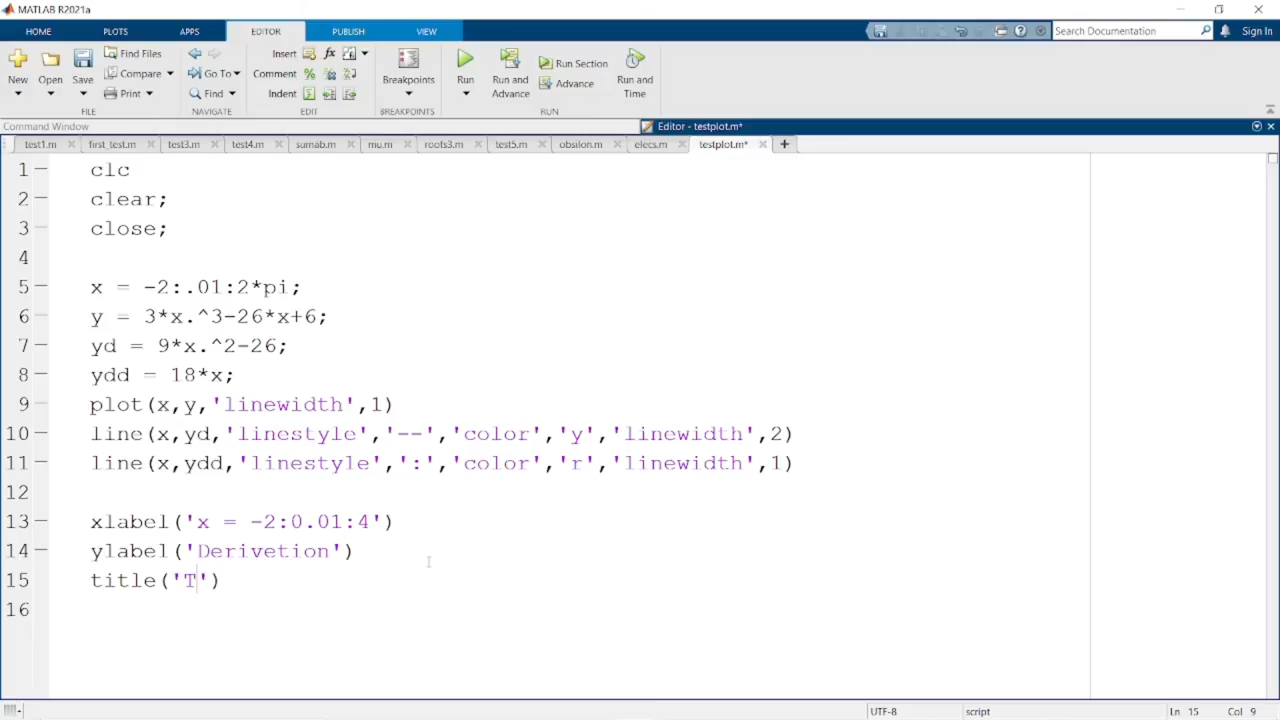 MATLAB R2021a
HOME PLOTS APPS EDITOR PUBLISH VIEW Search Documentation Sign In
New Open Save Find Files Compare Print Go To Find Insert Comment Indent Breakpoints Run Run and Advance Run Section Advance Run and Time
FILE NAVIGATE EDIT BREAKPOINTS RUN
Command Window Editor - testplot.m*
test1.m first_test.m test3.m test4.m sumab.m mu.m roots3.m test5.m obsilon.m elecs.m testplot.m*
1 clc
2 clear;
3 close;
4
5 x = -2:.01:2*pi;
6 y = 3*x.^3-26*x+6;
7 yd = 9*x.^2-26;
8 ydd = 18*x;
9 plot(x,y,'linewidth',1)
10 line(x,yd,'linestyle','--','color','y','linewidth',2)
11 line(x,ydd,'linestyle',':','color','r','linewidth',1)
12
13 xlabel('x = -2:0.01:4')
14 ylabel('Derivetion')
15 title('T')
16
UTF-8 script Ln 15 Col 9